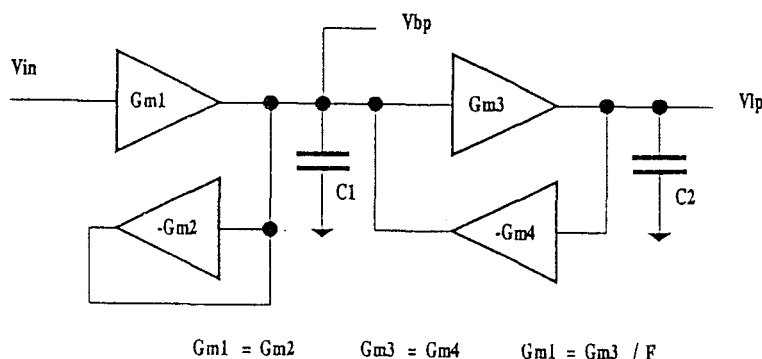 Vbp
Vin
Gm1
Gm3
Vlp
C1
C2
-Gm2
-Gm4
Gm1 = Gm2 Gm3 = Gm4 Gm1 = Gm3 / F